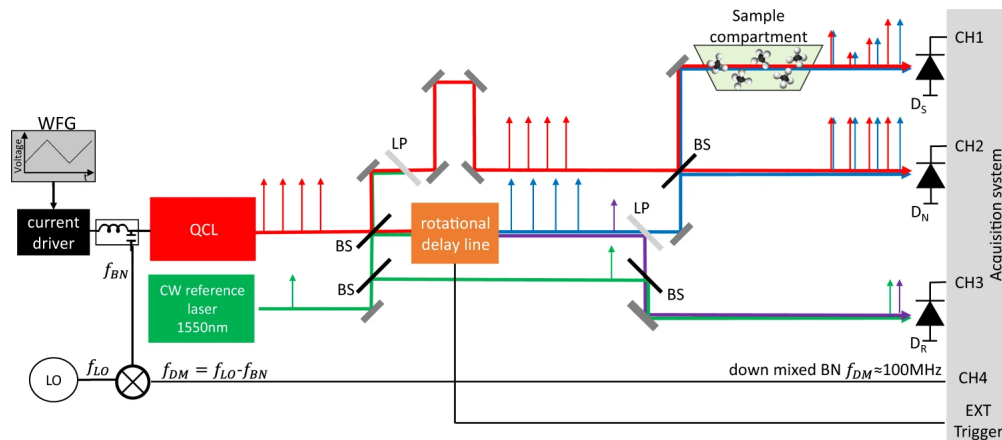 Sample
compartment
CH1
D_S
WFG
Voltage
t
LP
BS
CH2
D_N
current
driver
QCL
BS
rotational
delay line
LP
f_BN
CW reference
laser
1550nm
BS
BS
CH3
D_R
Acquisition system
LO
f_LO
f_DM = f_LO-f_BN
down mixed BN f_DM≈100MHz
CH4
EXT
Trigger